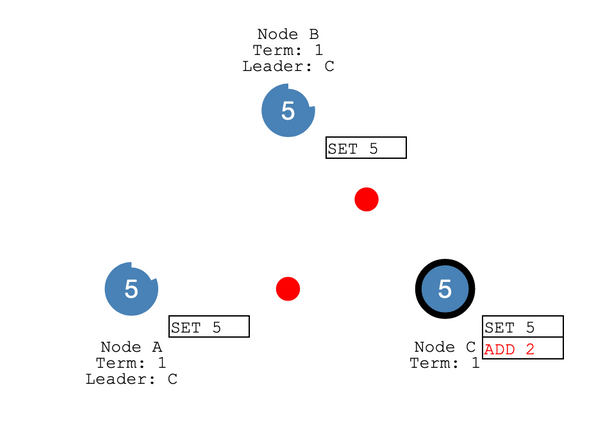 Node B
Term: 1
Leader: C
5
SET 5
5
SET 5
Node A
Term: 1
Leader: C
5
SET 5
ADD 2
Node C
Term: 1